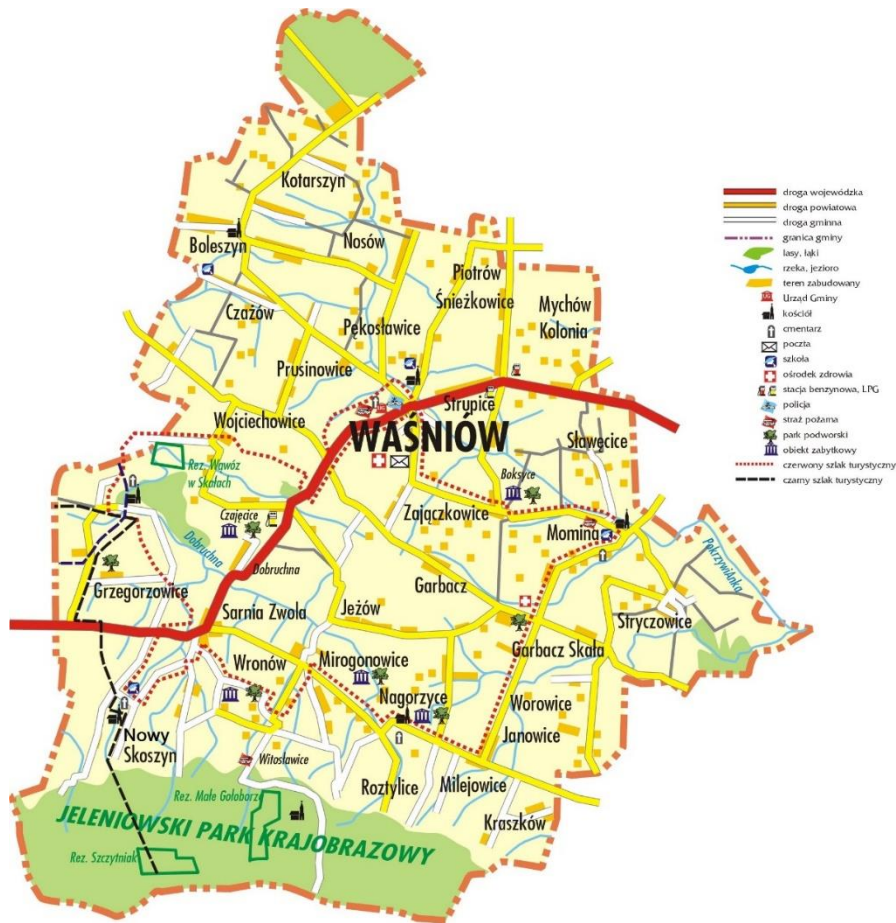 Kotarszyn
Boleszyn
Nosów
Piotrów
Śnieżkowice
Mychów
Kolonia
Czażów
Pękosławice
Prusinowice
Strupice
Wojciechowice
WAŚNIÓW
Sławęcice
Rez. Wąwóz
w Skałach
Boksyce
Czajęcice
Zajączkowice
Momina
Dobruchna
Pokrzywianka
Dobruchna
Garbacz
Grzegorzowice
Sarnia Zwola
Jeżów
Stryczowice
Garbacz Skała
Wronów
Mirogonowice
Nagorzyce
Worowice
Janowice
Nowy
Skoszyn
Witosławice
Roztylice
Milejowice
Rez. Małe Gołoborze
Kraszków
JELENIOWSKI PARK KRAJOBRAZOWY
Rez. Szczytniak
droga wojewódzka
droga powiatowa
droga gminna
granica gminy
lasy, łąki
rzeka, jezioro
teren zabudowany
Urząd Gminy
kościół
cmentarz
poczta
szkoła
ośrodek zdrowia
stacja benzynowa, LPG
policja
straż pożarna
park podworski
obiekt zabytkowy
czerwony szlak turystyczny
czarny szlak turystyczny